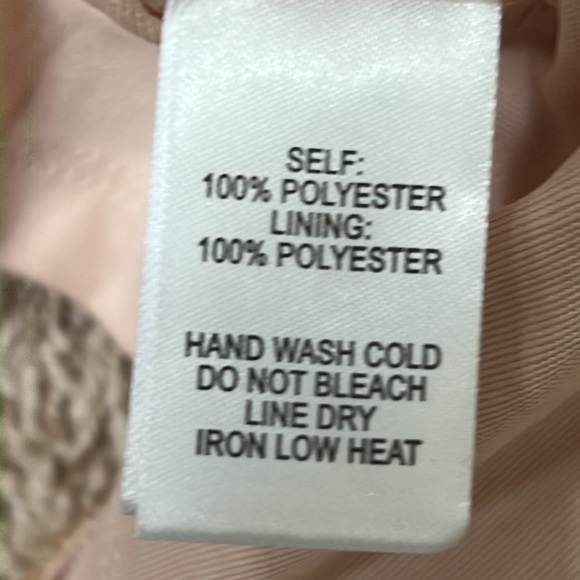 SELF:
100% POLYESTER
LINING:
100% POLYESTER
HAND WASH COLD
DO NOT BLEACH
LINE DRY
IRON LOW HEAT